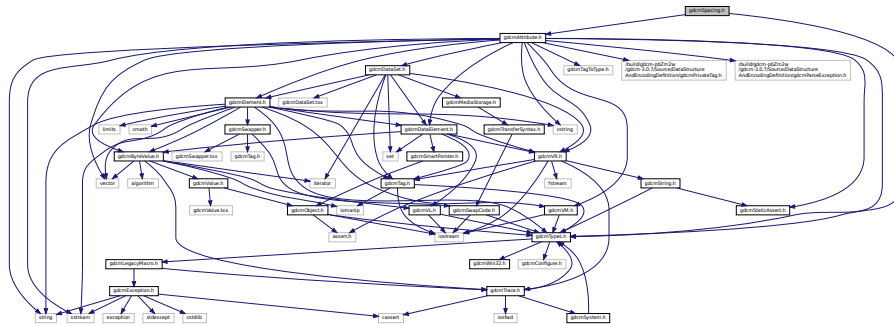 gdcmSpacing.h
gdcmAttribute.h
gdcmDataSet.h
gdcmTagToType.h
/build/gdcm-pbZm2w
/gdcm-3.0.7/Source/DataStructure
AndEncodingDefinition/gdcmPrivateTag.h
/build/gdcm-pbZm2w
/gdcm-3.0.7/Source/DataStructure
AndEncodingDefinition/gdcmParseException.h
gdcmElement.h
gdcmDataSet.txx
gdcmMediaStorage.h
limits
cmath
gdcmSwapper.h
gdcmDataElement.h
gdcmTransferSyntax.h
cstring
gdcmByteValue.h
gdcmSwapper.txx
gdcmTag.h
set
gdcmSmartPointer.h
gdcmVR.h
vector
algorithm
gdcmValue.h
iterator
gdcmTag.h
fstream
gdcmString.h
gdcmValue.txx
gdcmObject.h
iomanip
gdcmVL.h
gdcmSwapCode.h
gdcmVM.h
gdcmStaticAssert.h
assert.h
iostream
gdcmTypes.h
gdcmLegacyMacro.h
gdcmWin32.h
gdcmConfigure.h
gdcmException.h
gdcmTrace.h
string
sstream
exception
stdexcept
cstdlib
cassert
iosfwd
gdcmSystem.h